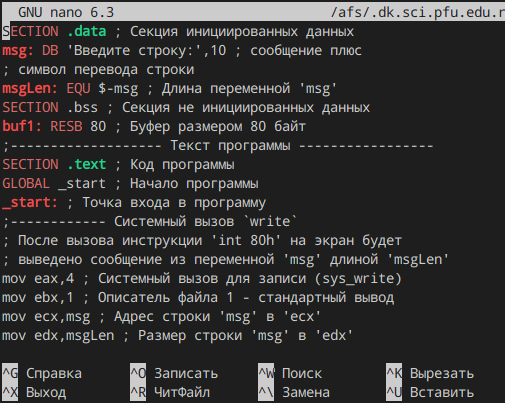 GNU nano 6.3 /afs/.dk.sci.pfu.edu.r
SECTION .data ; Секция инициированных данных
msg: DB 'Введите строку:',10 ; сообщение плюс
; символ перевода строки
msgLen: EQU $-msg ; Длина переменной 'msg'
SECTION .bss ; Секция не инициированных данных
buf1: RESB 80 ; Буфер размером 80 байт
;------------------- Текст программы -----------------
SECTION .text ; Код программы
GLOBAL _start ; Начало программы
_start: ; Точка входа в программу
;------------ Системный вызов `write`
; После вызова инструкции 'int 80h' на экран будет
; выведено сообщение из переменной 'msg' длиной 'msgLen'
mov eax,4 ; Системный вызов для записи (sys_write)
mov ebx,1 ; Описатель файла 1 - стандартный вывод
mov ecx,msg ; Адрес строки 'msg' в 'ecx'
mov edx,msgLen ; Размер строки 'msg' в 'edx'
^G Справка ^O Записать ^W Поиск ^K Вырезать
^X Выход ^R ЧитФайл ^\ Замена ^U Вставить